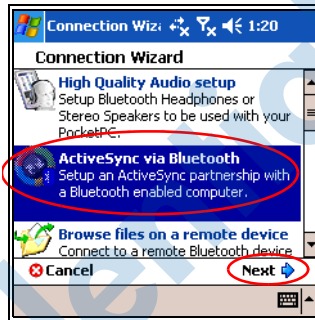 Connection Wiz 1:20
Connection Wizard
High Quality Audio setup
Setup Bluetooth Headphones or
Stereo Speakers to be used with your
PocketPC.
ActiveSync via Bluetooth
Setup an ActiveSync partnership with
a Bluetooth enabled computer.
Browse files on a remote device
Connect to a remote Bluetooth device
Cancel Next